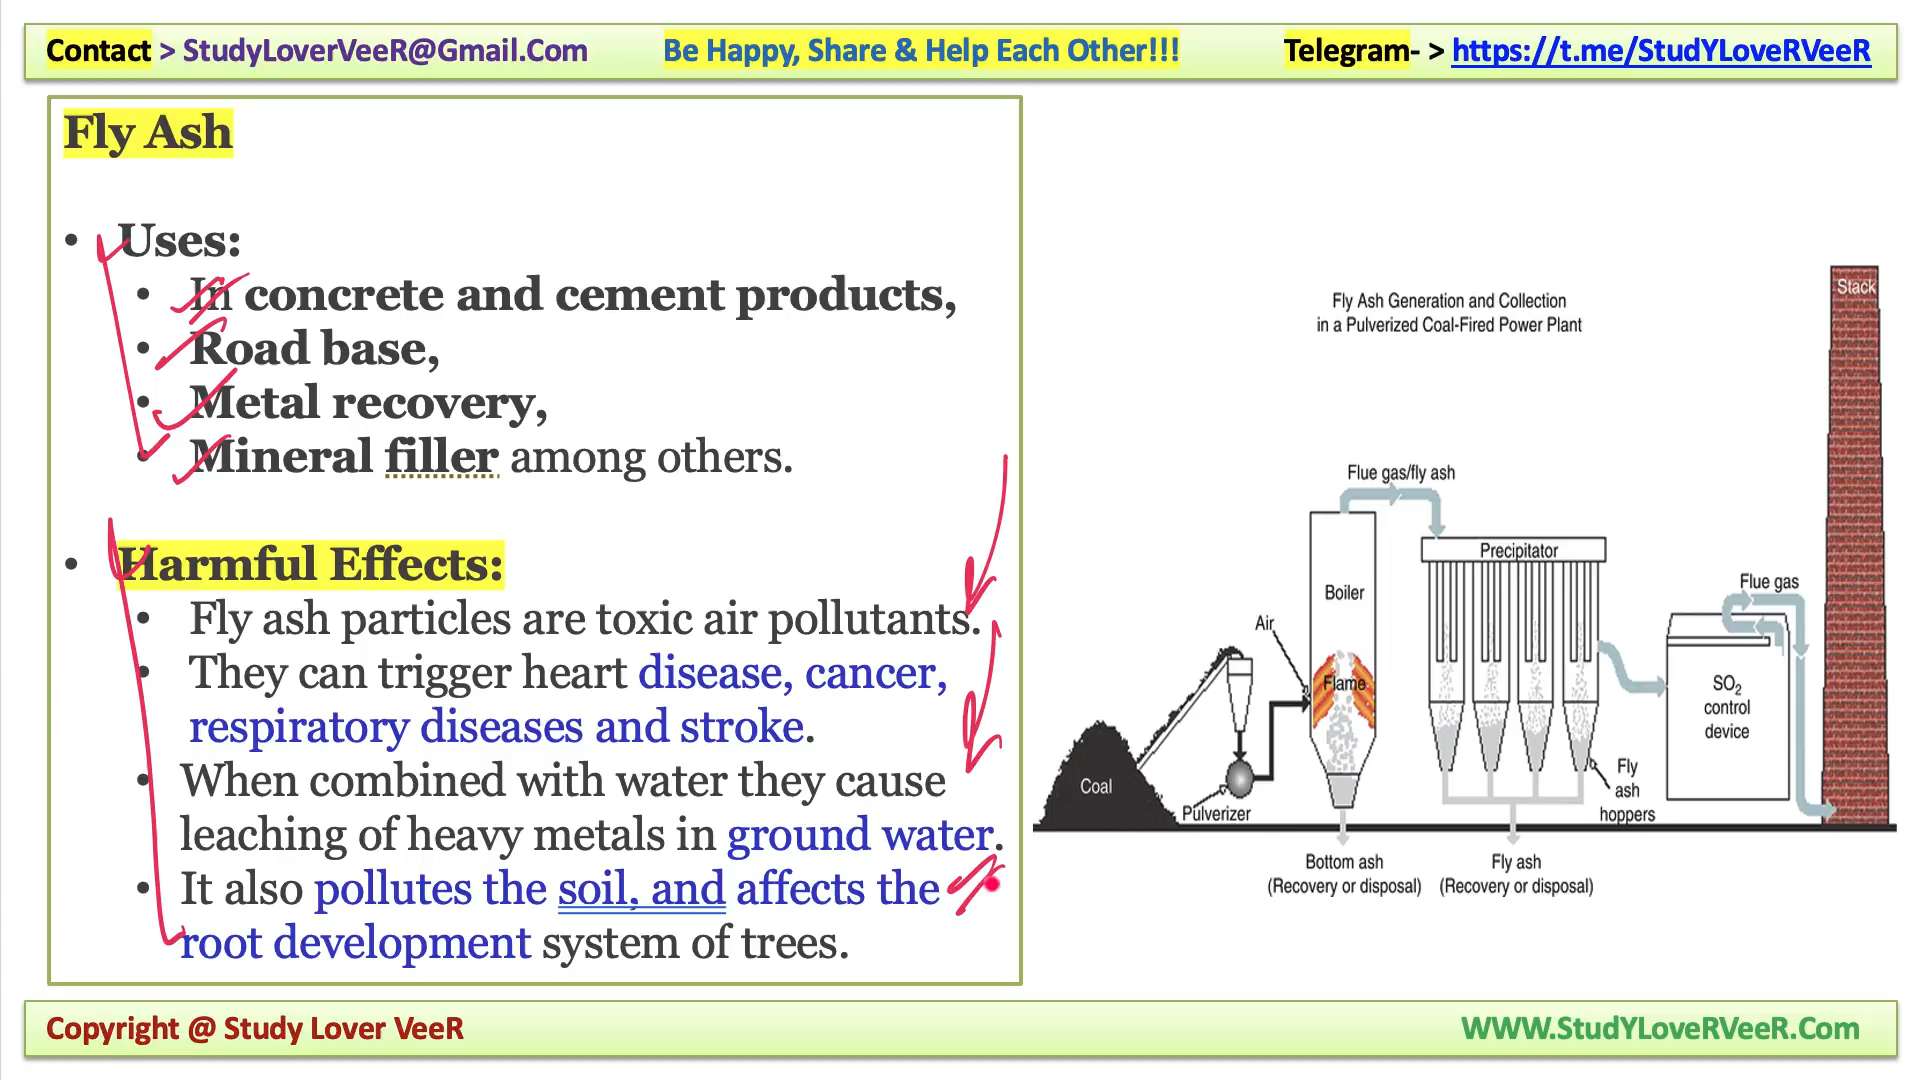 Contact > StudyLoverVeeR@Gmail.Com Be Happy, Share & Help Each Other!!! Telegram- > https://t.me/StudYLoveRVeeR
Fly Ash
• Uses:
• In concrete and cement products,
• Road base,
• Metal recovery,
• Mineral filler among others.
• Harmful Effects:
• Fly ash particles are toxic air pollutants.
• They can trigger heart disease, cancer,
respiratory diseases and stroke.
• When combined with water they cause
leaching of heavy metals in ground water.
• It also pollutes the soil, and affects the
root development system of trees.
Fly Ash Generation and Collection
in a Pulverized Coal-Fired Power Plant
Stack
Flue gas/fly ash
Precipitator
Boiler
Flue gas
Air
Flame
SO2
control
device
Coal
Pulverizer
Fly
ash
hoppers
Bottom ash
(Recovery or disposal)
Fly ash
(Recovery or disposal)
Copyright @ Study Lover VeeR
WWW.StudYLoveRVeeR.Com